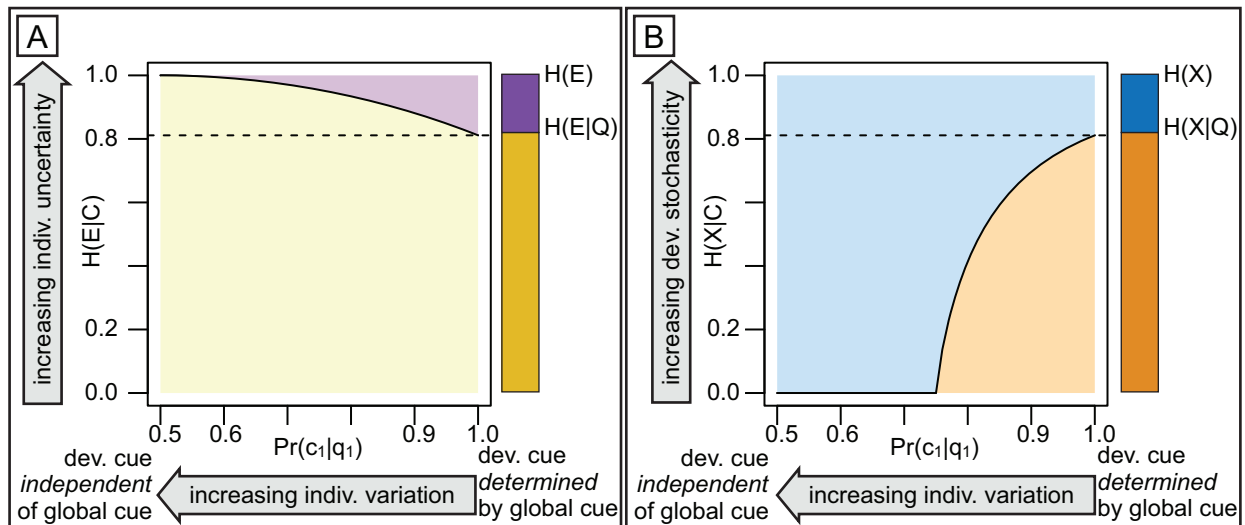 A
increasing indiv. uncertainty
H(E|C)
1.0
0.8
0.2
0.0
0.5
0.6
0.9
1.0
Pr(c₁|q₁)
H(E)
H(E|Q)
dev. cue
independent
of global cue
increasing indiv. variation
dev. cue
determined
by global cue
B
increasing dev. stochasticity
H(X|C)
1.0
0.8
0.2
0.0
0.5
0.6
0.9
1.0
Pr(c₁|q₁)
H(X)
H(X|Q)
dev. cue
independent
of global cue
increasing indiv. variation
dev. cue
determined
by global cue